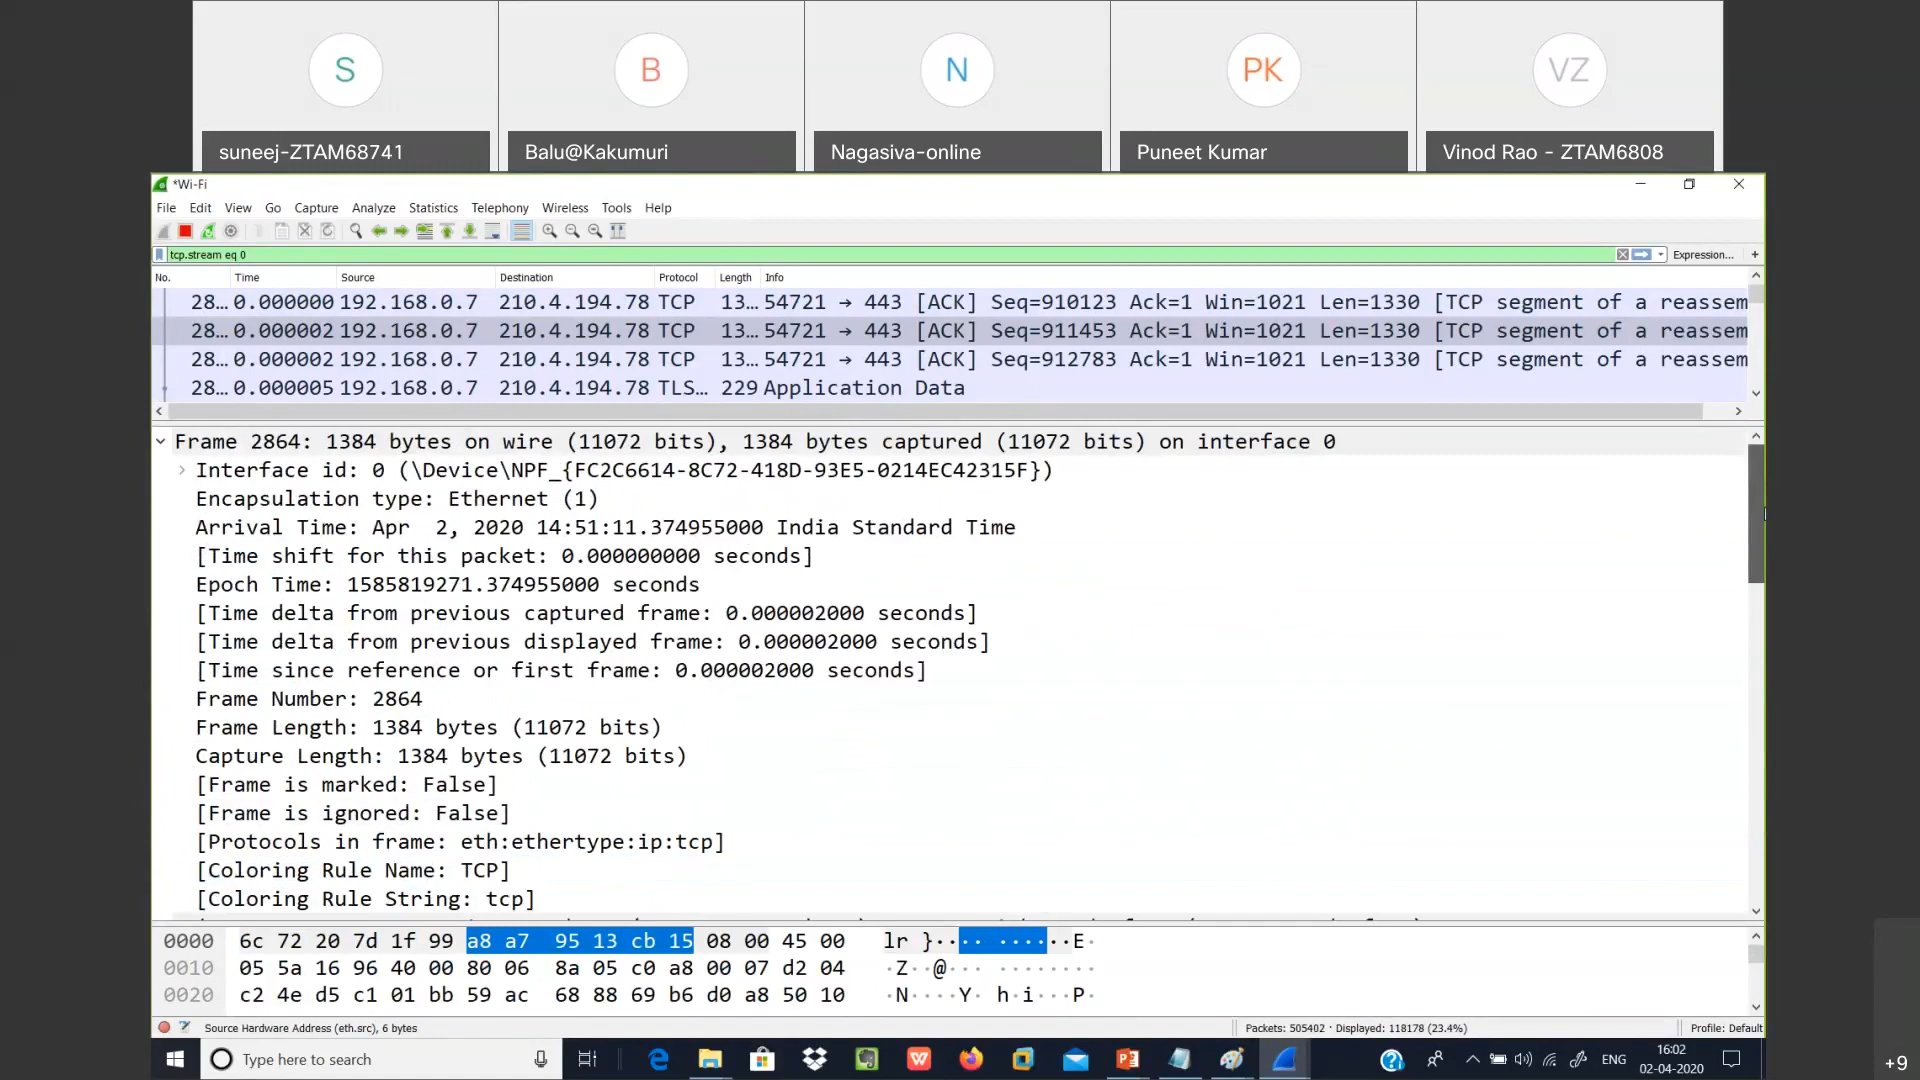 S
B
N
PK
VZ
suneej-ZTAM68741
Balu@Kakumuri
Nagasiva-online
Puneet Kumar
Vinod Rao - ZTAM6808
*Wi-Fi
File Edit View Go Capture Analyze Statistics Telephony Wireless Tools Help
tcp.stream eq 0
Expression... +
No. Time Source Destination Protocol Length Info
28... 0.000000 192.168.0.7 210.4.194.78 TCP 13... 54721 → 443 [ACK] Seq=910123 Ack=1 Win=1021 Len=1330 [TCP segment of a reassem
28... 0.000002 192.168.0.7 210.4.194.78 TCP 13... 54721 → 443 [ACK] Seq=911453 Ack=1 Win=1021 Len=1330 [TCP segment of a reassem
28... 0.000002 192.168.0.7 210.4.194.78 TCP 13... 54721 → 443 [ACK] Seq=912783 Ack=1 Win=1021 Len=1330 [TCP segment of a reassem
28... 0.000005 192.168.0.7 210.4.194.78 TLS... 229 Application Data
Frame 2864: 1384 bytes on wire (11072 bits), 1384 bytes captured (11072 bits) on interface 0
Interface id: 0 (\Device\NPF_{FC2C6614-8C72-418D-93E5-0214EC42315F})
Encapsulation type: Ethernet (1)
Arrival Time: Apr  2, 2020 14:51:11.374955000 India Standard Time
[Time shift for this packet: 0.000000000 seconds]
Epoch Time: 1585819271.374955000 seconds
[Time delta from previous captured frame: 0.000002000 seconds]
[Time delta from previous displayed frame: 0.000002000 seconds]
[Time since reference or first frame: 0.000002000 seconds]
Frame Number: 2864
Frame Length: 1384 bytes (11072 bits)
Capture Length: 1384 bytes (11072 bits)
[Frame is marked: False]
[Frame is ignored: False]
[Protocols in frame: eth:ethertype:ip:tcp]
[Coloring Rule Name: TCP]
[Coloring Rule String: tcp]
0000 6c 72 20 7d 1f 99 a8 a7 95 13 cb 15 08 00 45 00 lr }·· ·· ···· ··E·
0010 05 5a 16 96 40 00 80 06 8a 05 c0 a8 00 07 d2 04 ·Z··@··· ········
0020 c2 4e d5 c1 01 bb 59 ac 68 88 69 b6 d0 a8 50 10 ·N····Y· h·i···P·
Source Hardware Address (eth.src), 6 bytes
Packets: 505402 · Displayed: 118178 (23.4%)
Profile: Default
Type here to search
ENG
16:02
02-04-2020
+9